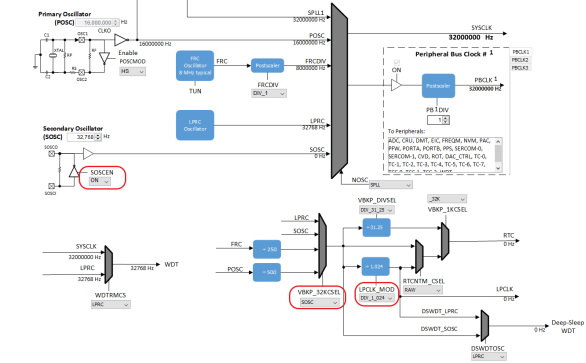 Primary Oscillator
(POSC) 16,000,000 Hz
C1
OSC1
CLKO
XTAL
RF
RF
C2
RS
OSC2
Enable
POSCMOD
HS
16000000 Hz
SPLL1
32000000 Hz
POSC
16000000 Hz
FRC
Oscillator
8 MHz typical
TUN
FRC
Postscaler
FRCDIV
8000000 Hz
FRCDIV
DIV_1
LPRC
Oscillator
LPRC
32768 Hz
SOSC
0 Hz
NOSC
SPLL
SYSCLK
32000000 Hz
Peripheral Bus Clock # 1
PBCLK1
PBCLK2
PBCLK3
ON
Postscaler
PBCLK 1
32000000 Hz
PB 1 DIV
1
To Peripherals:
ADC, CRU, DMT, EIC, FREQM, NVM, PAC,
PPW, PORTA, PORTB, PPS, SERCOM-0,
SERCOM-1, CVD, ROT, DAC_CTRL, TC-0,
TC-1, TC-2, TC-3, TC-4, TC-5, TC-6, TC-7,
Secondary Oscillator
(SOSC) 32,768 Hz
SOSCO
SOSCI
SOSCEN
ON
SYSCLK
32000000 Hz
LPRC
32768 Hz
32768 Hz
WDT
WDTRMCS
LPRC
LPRC
SOSC
FRC
÷ 250
POSC
÷ 500
VBKP_32KCSEL
SOSC
VBKP_DIVSEL
DIV_31_25
÷ 31.25
LPCLK_MOD
DIV_1_024
÷ 1.024
_32K
VBKP_1KCSEL
RTCNTM_CSEL
RAW
RTC
0 Hz
LPCLK
0 Hz
DSWDT_LPRC
DSWDT_SOSC
0 Hz
Deep-Sleep
WDT
DSWDTOSC
LPRC